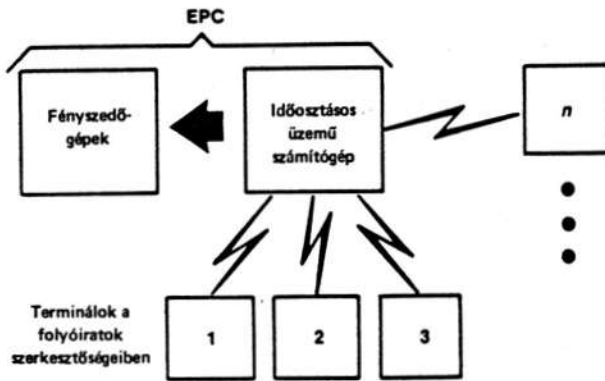 EPC
Fényszedő-
gépek
Időosztásos
üzemű
számítógép
n
Terminálok a
folyóiratok
szerkesztőségeiben
1
2
3